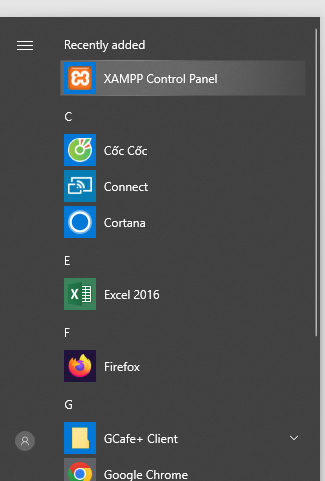 Recently added
XAMPP Control Panel
C
Cốc Cốc
Connect
Cortana
E
Excel 2016
F
Firefox
G
GCafe+ Client
Google Chrome